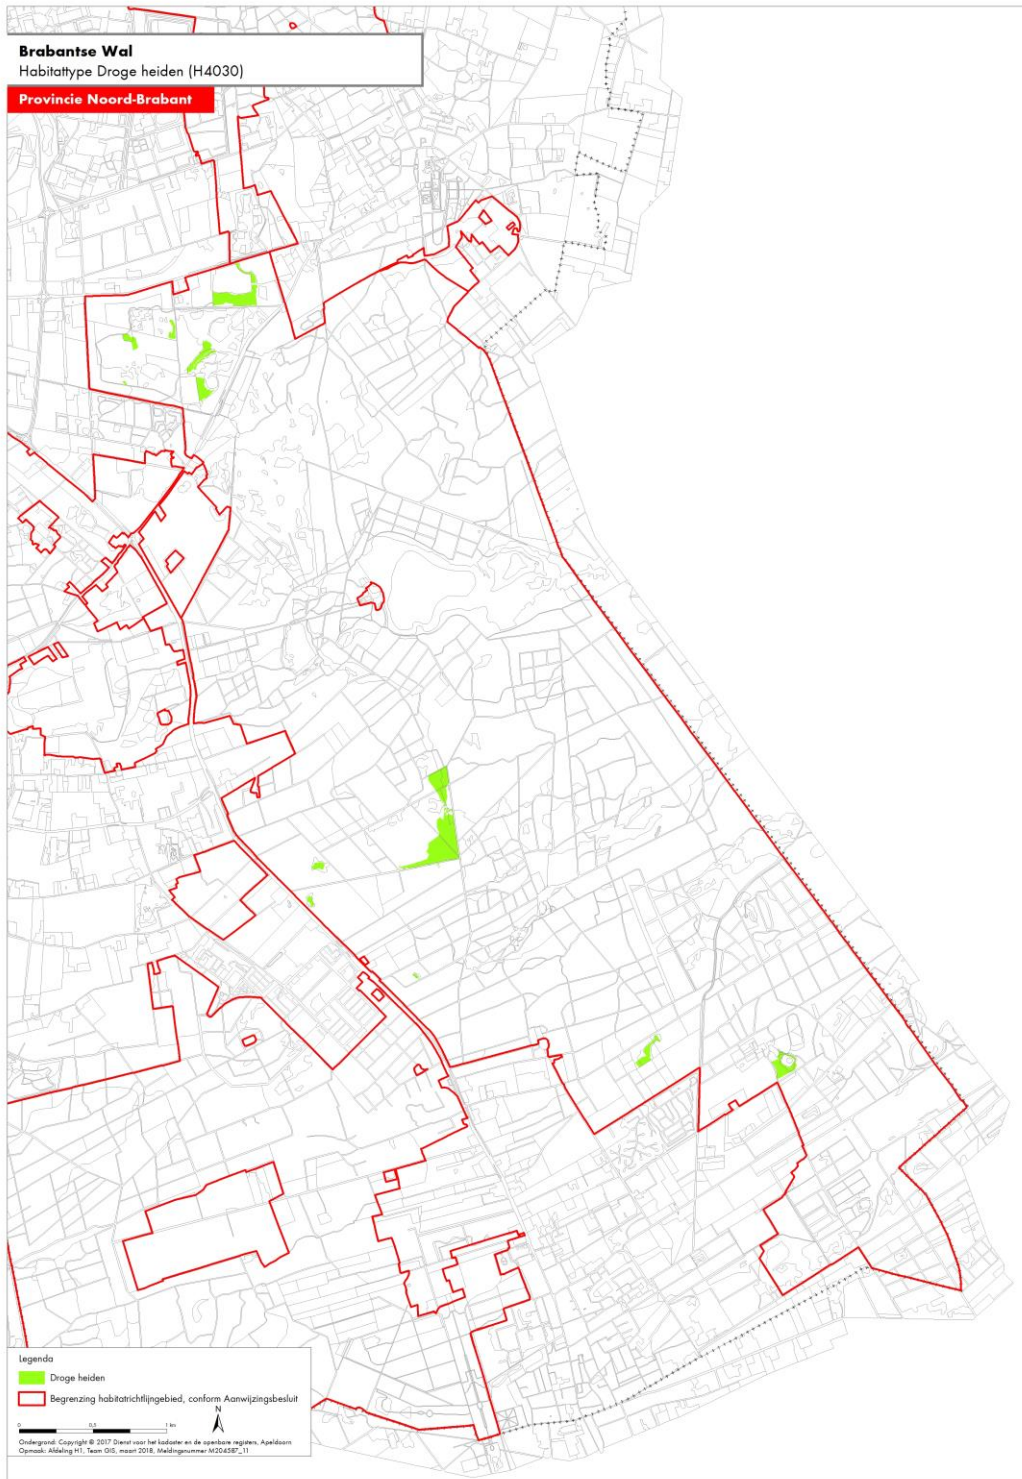 Brabantse Wal
Habitattype Droge heiden (H4030)
Provincie Noord-Brabant
Legenda
Droge heiden
Begrenzing habitatrichtlijngebied, conform Aanwijzingsbesluit
N
0 0,5 1 km
Ondergrond: Copyright © 2017 Dienst voor het kadaster en de openbare registers, Apeldoorn
Opmaak: Afdeling H1, Team GIS, maart 2018, Meldingsnummer M204587_11